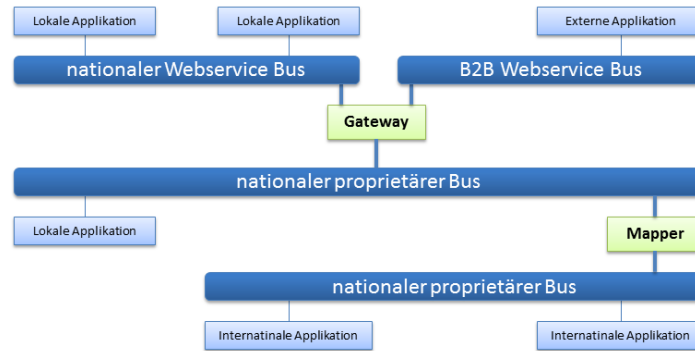 Lokale Applikation
Lokale Applikation
Externe Applikation
nationaler Webservice Bus
B2B Webservice Bus
Gateway
nationaler proprietärer Bus
Lokale Applikation
Mapper
nationaler proprietärer Bus
Internatinale Applikation
Internatinale Applikation